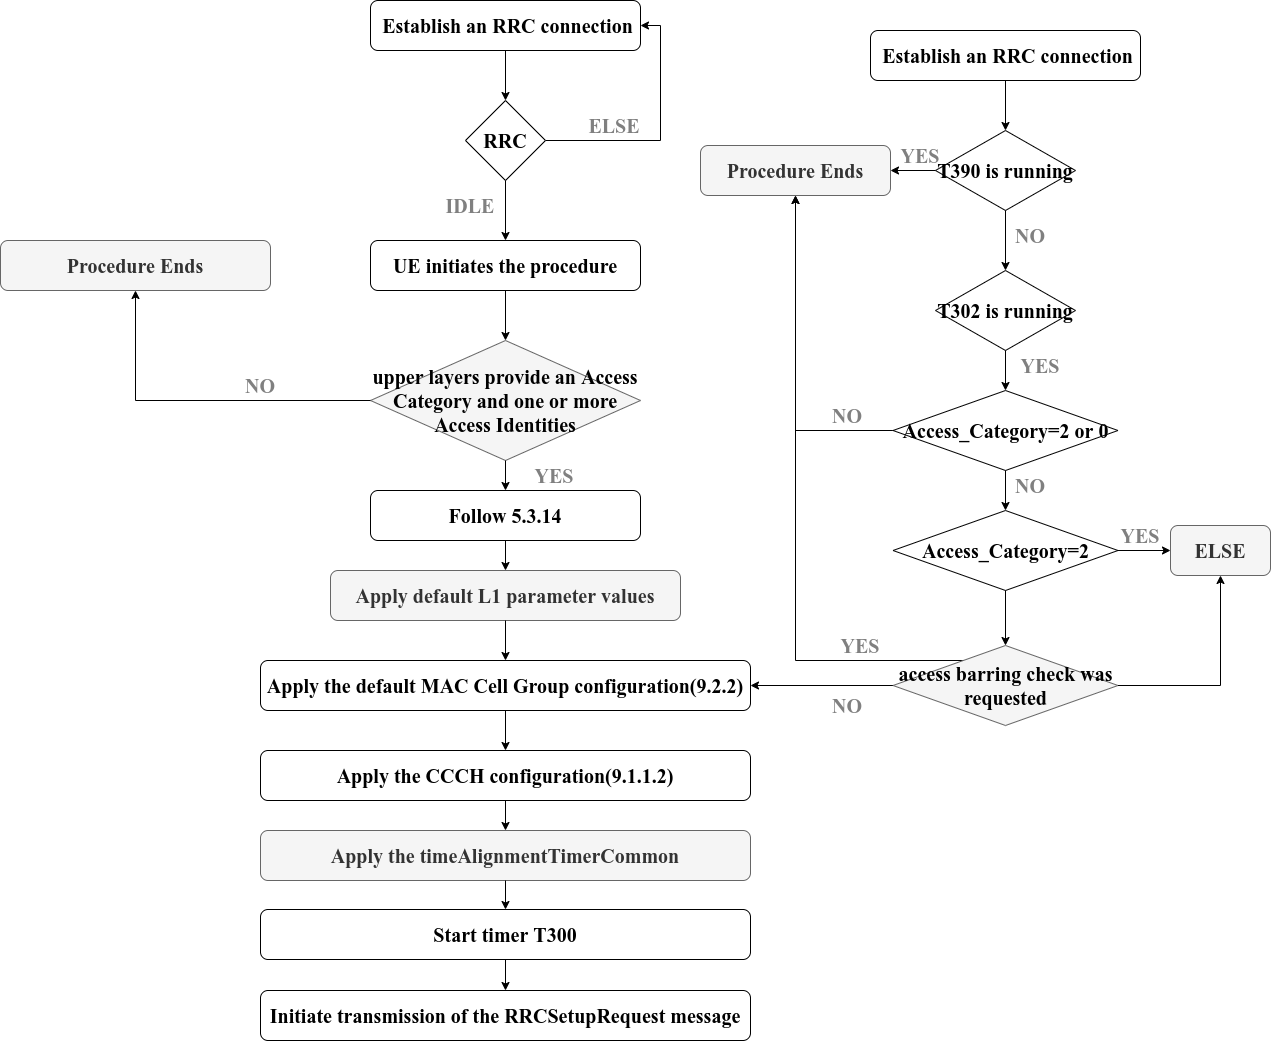 Establish an RRC connection
RRC
ELSE
IDLE
UE initiates the procedure
Procedure Ends
upper layers provide an Access
Category and one or more
Access Identities
NO
YES
Follow 5.3.14
Apply default L1 parameter values
Apply the default MAC Cell Group configuration(9.2.2)
Apply the CCCH configuration(9.1.1.2)
Apply the timeAlignmentTimerCommon
Start timer T300
Initiate transmission of the RRCSetupRequest message
Establish an RRC connection
T390 is running
YES
Procedure Ends
NO
T302 is running
YES
Access_Category=2 or 0
NO
NO
Access_Category=2
YES
ELSE
access barring check was
requested
YES
NO